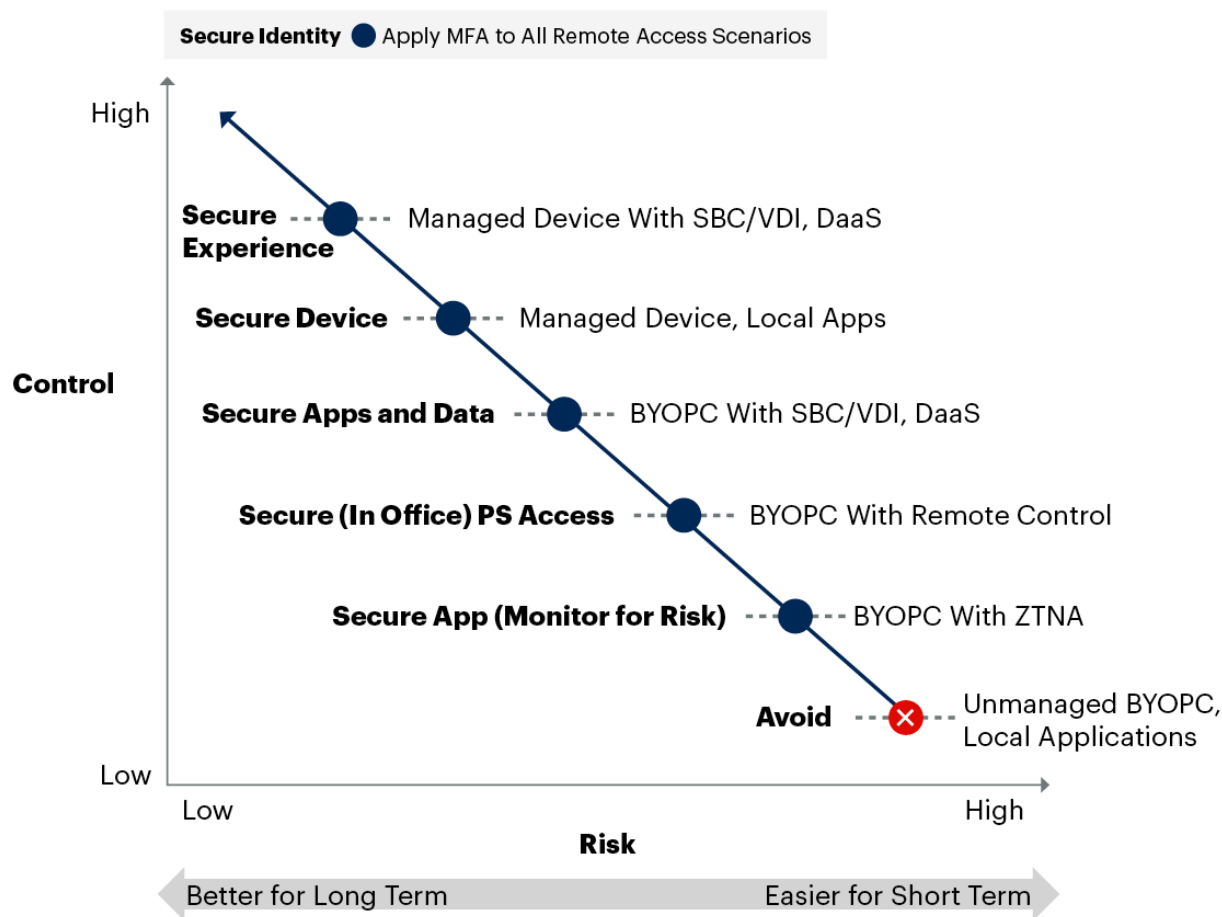 Secure Identity Apply MFA to All Remote Access Scenarios
High
Secure
Experience
Managed Device With SBC/VDI, DaaS
Secure Device
Managed Device, Local Apps
Control
Secure Apps and Data
BYOPC With SBC/VDI, DaaS
Secure (In Office) PS Access
BYOPC With Remote Control
Secure App (Monitor for Risk)
BYOPC With ZTNA
Avoid
Unmanaged BYOPC,
Local Applications
Low
Low
High
Risk
Better for Long Term
Easier for Short Term